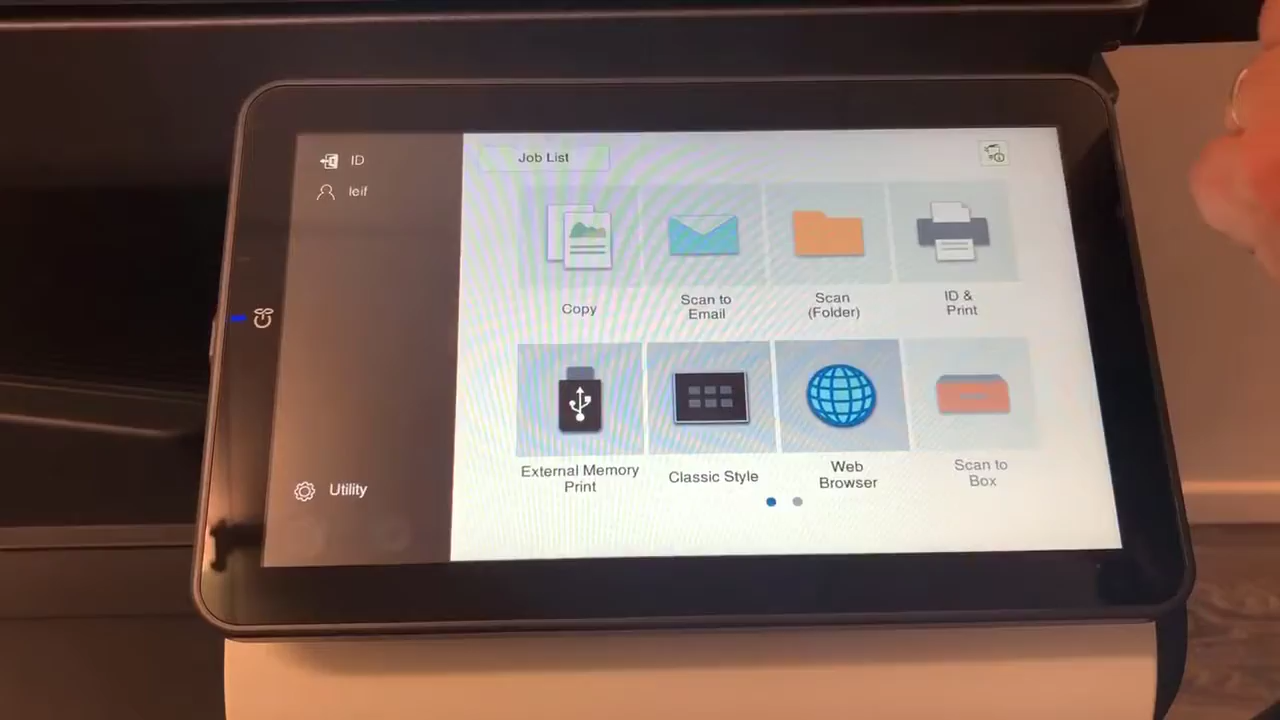 ID
leif
Job List
Copy
Scan to
Email
Scan
(Folder)
ID &
Print
External Memory
Print
Classic Style
Web
Browser
Scan to
Box
Utility